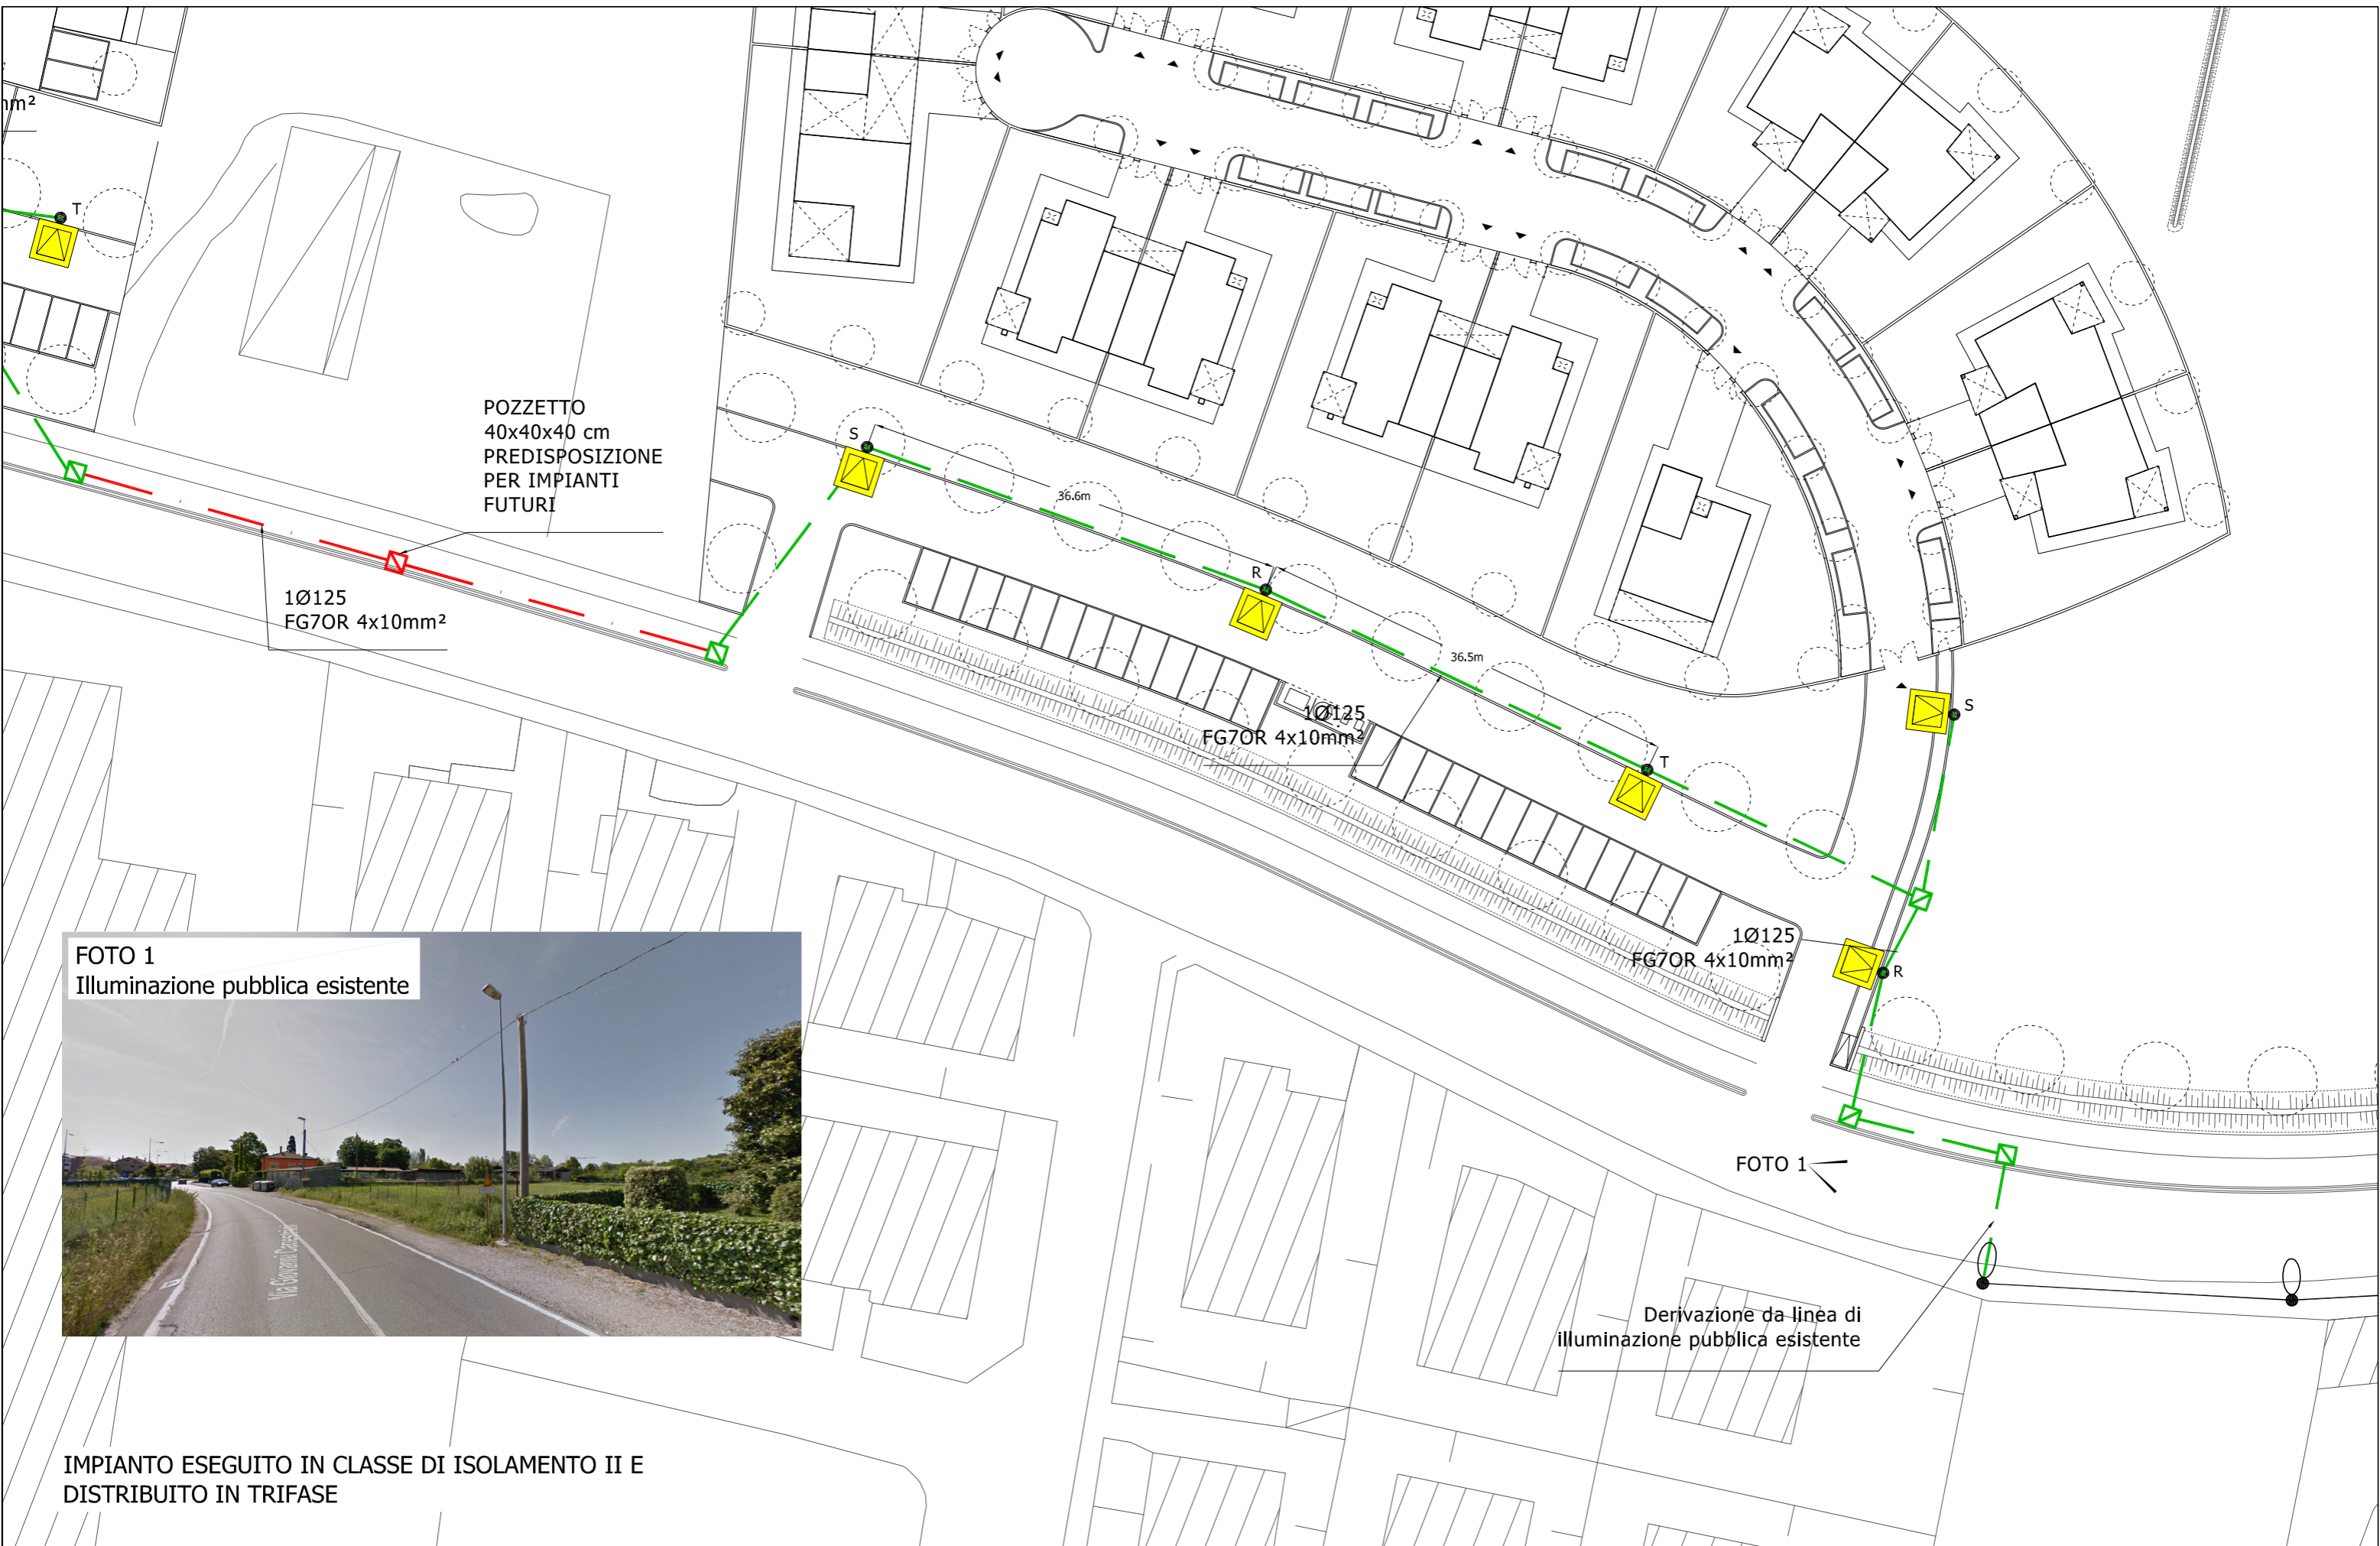 mm²
T
POZZETTO
40x40x40 cm
PREDISPOSIZIONE
PER IMPIANTI
FUTURI
S
36.6m
R
1Ø125
FG7OR 4x10mm²
36.5m
1Ø125
FG7OR 4x10mm²
T
S
1Ø125
FG7OR 4x10mm²
R
FOTO 1
Illuminazione pubblica esistente
Via Giovanni
FOTO 1
Derivazione da linea di
illuminazione pubblica esistente
IMPIANTO ESEGUITO IN CLASSE DI ISOLAMENTO II E
DISTRIBUITO IN TRIFASE